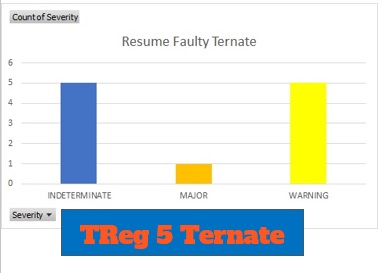 Count of Severity
Resume Faulty Ternate
6
5
4
3
2
1
0
INDETERMINATE MAJOR WARNING
Severity
TReg 5 Ternate